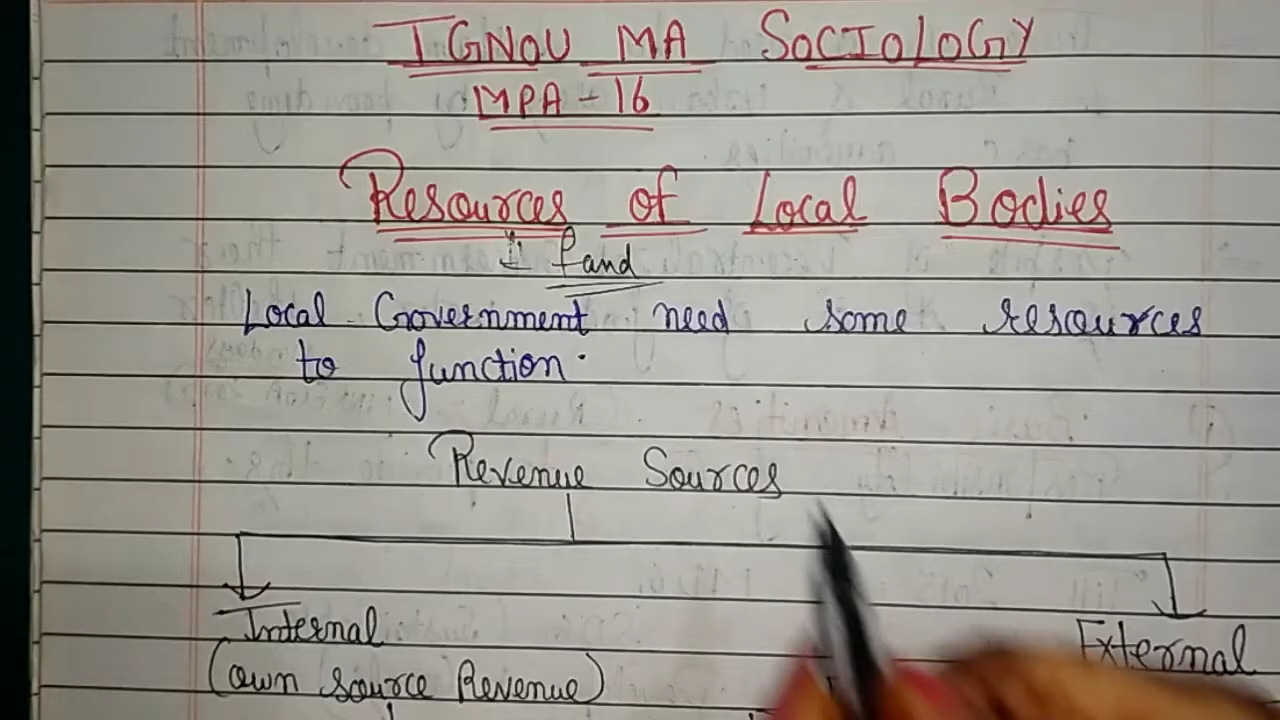 IGNOU MA SOCIOLOGY
MPA-16
Resources of Local Bodies
fand
Local Government need some resources
to function.
Revenue Sources
Internal
External
(own source Revenue)